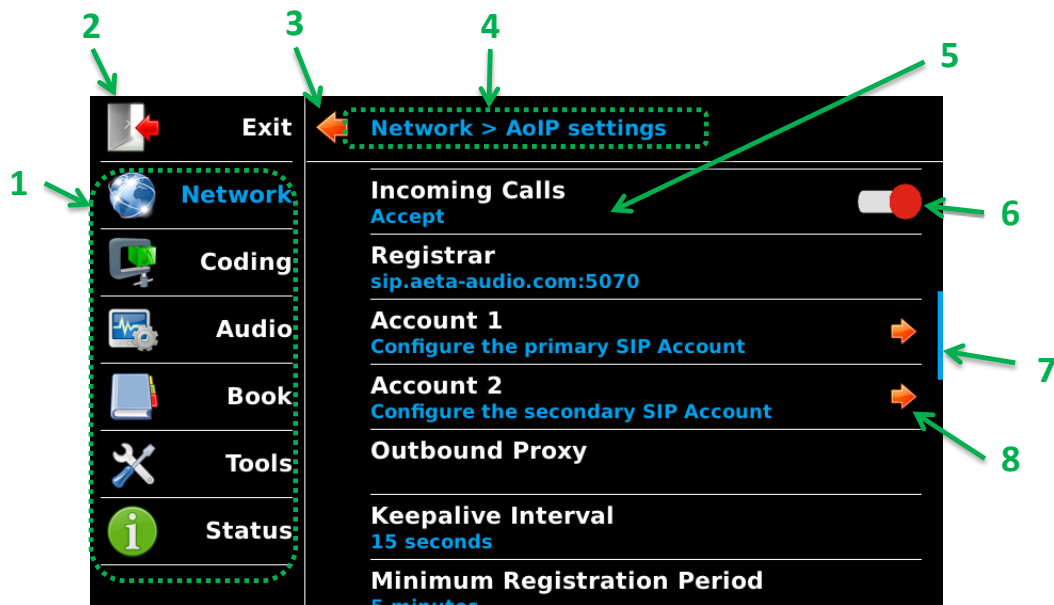 2
3
4
5
Exit
Network > AoIP settings
1
Network
Incoming Calls
Accept
6
Coding
Registrar
sip.aeta-audio.com:5070
Audio
Account 1
Configure the primary SIP Account
7
Book
Account 2
Configure the secondary SIP Account
8
Tools
Outbound Proxy
Status
Keepalive Interval
15 seconds
Minimum Registration Period
5 minutes